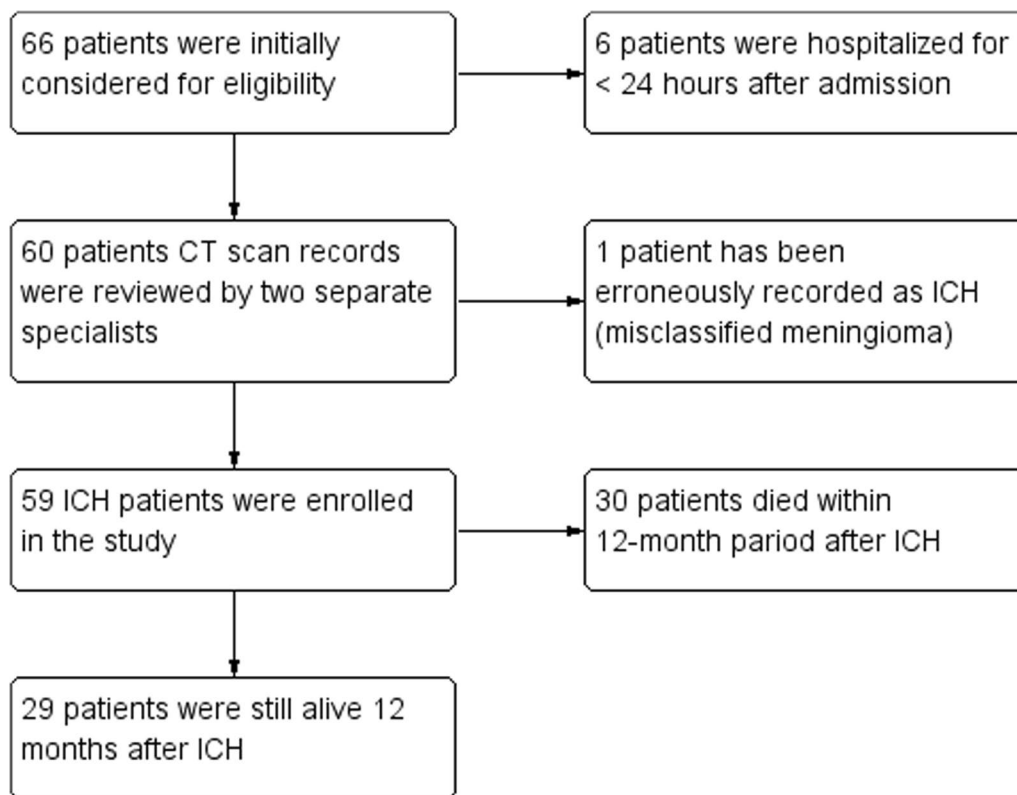 66 patients were initially
considered for eligibility
6 patients were hospitalized for
< 24 hours after admission
60 patients CT scan records
were reviewed by two separate
specialists
1 patient has been
erroneously recorded as ICH
(misclassified meningioma)
59 ICH patients were enrolled
in the study
30 patients died within
12-month pariod after ICH
29 patients were still alive 12
months after ICH